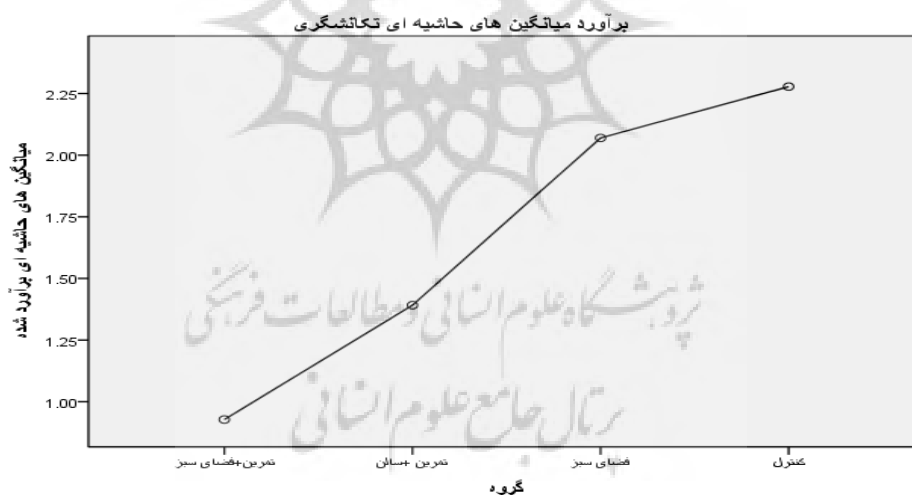 برآورد میانگین های حاشیه ای تکانشگری
میانگین های حاشیه ای برآورد شده
2.25
2.00
1.75
1.50
1.25
1.00
تمرین+فضای سبز
تمرین +سالن
فضای سبز
کنترل
گروه
پژوهشگاه علوم انسانی و مطالعات فرهنگی
پرتال جامع علوم انسانی